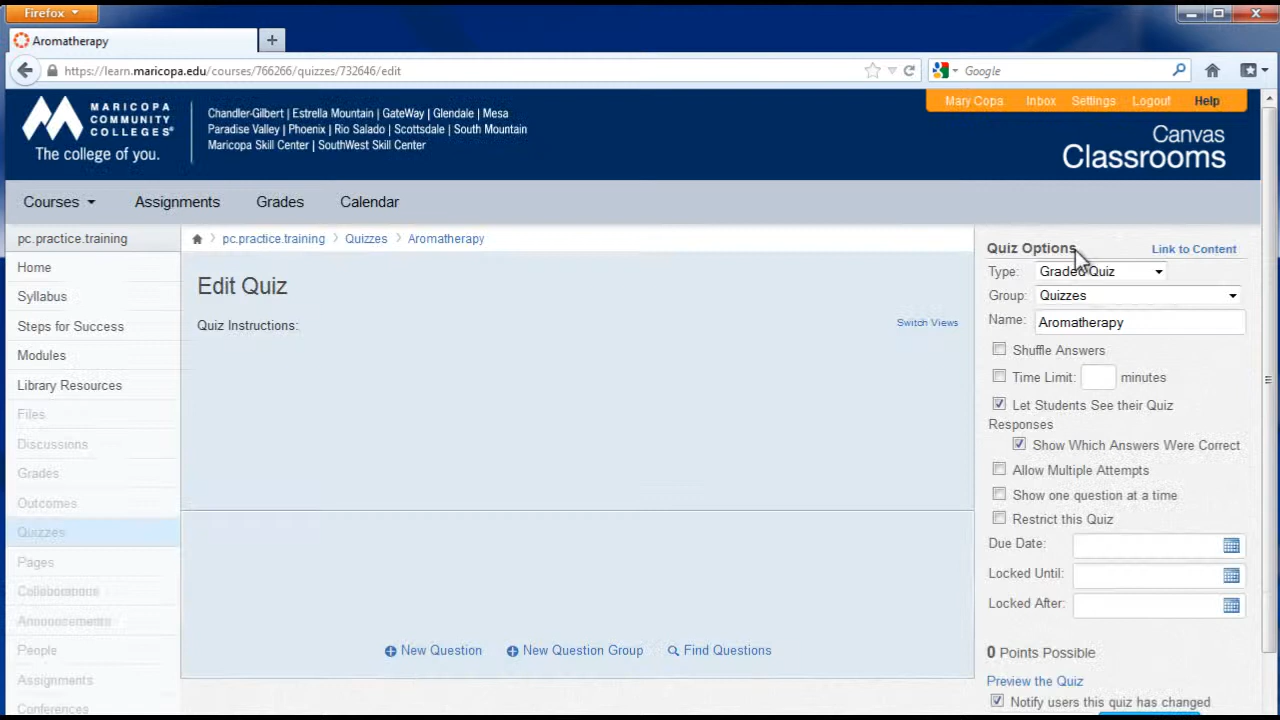 Firefox
Aromatherapy
https://learn.maricopa.edu/courses/766266/quizzes/732646/edit
Google
MARICOPA
COMMUNITY
COLLEGES®
The college of you.
Chandler-Gilbert | Estrella Mountain | GateWay | Glendale | Mesa
Paradise Valley | Phoenix | Rio Salado | Scottsdale | South Mountain
Maricopa Skill Center | SouthWest Skill Center
Mary Copa Inbox Settings Logout Help
Canvas
Classrooms
Courses Assignments Grades Calendar
pc.practice.training
Home
Syllabus
Steps for Success
Modules
Library Resources
Files
Discussions
Grades
Outcomes
Quizzes
Pages
Collaborations
Announcements
People
Assignments
Conferences
pc.practice.training Quizzes Aromatherapy
Edit Quiz
Quiz Instructions:
Switch Views
New Question New Question Group Find Questions
Quiz Options Link to Content
Type: Graded Quiz
Group: Quizzes
Name: Aromatherapy
Shuffle Answers
Time Limit: minutes
Let Students See their Quiz
Responses
Show Which Answers Were Correct
Allow Multiple Attempts
Show one question at a time
Restrict this Quiz
Due Date:
Locked Until:
Locked After:
0 Points Possible
Preview the Quiz
Notify users this quiz has changed